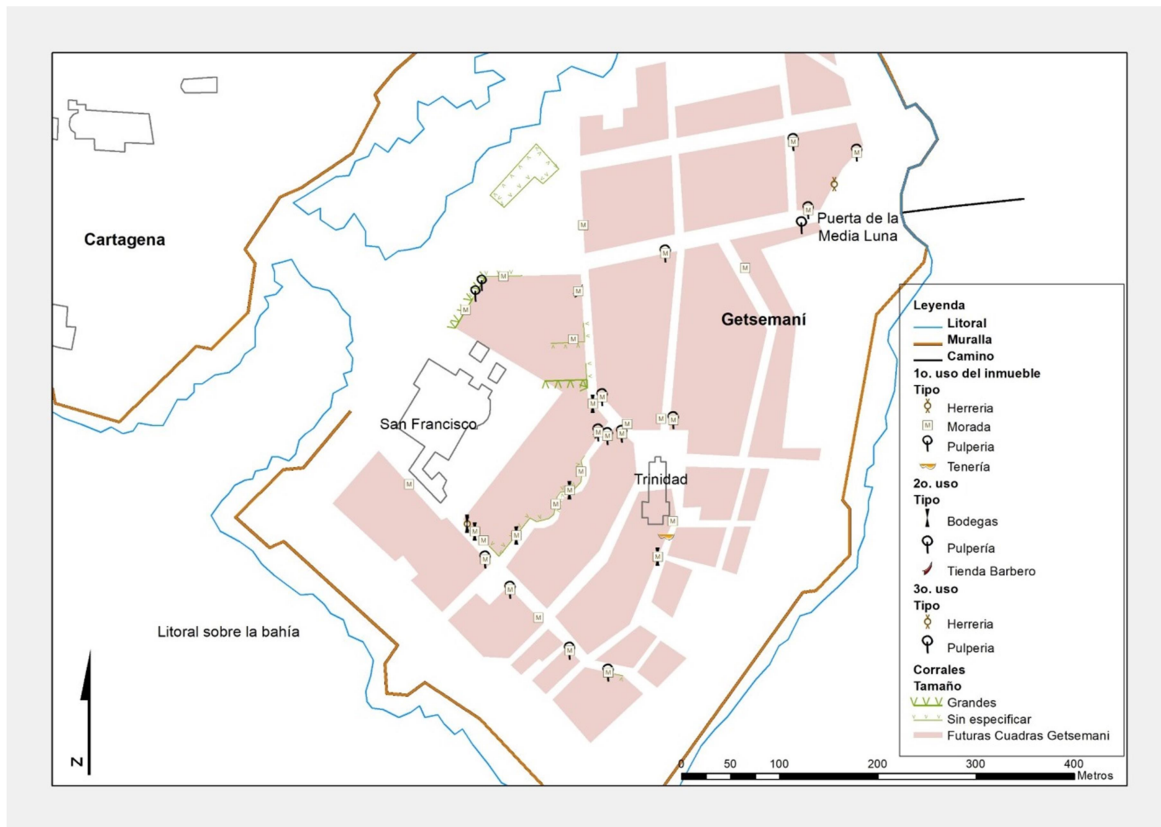 Cartagena
Puerta de la
Media Luna
Getsemaní
San Francisco
Trinidad
Litoral sobre la bahía
N
Leyenda
Litoral
Muralla
Camino
1o. uso del inmueble
Tipo
Herreria
M Morada
Pulperia
Tenería
2o. uso
Tipo
Bodegas
Pulpería
Tienda Barbero
3o. uso
Tipo
Herreria
Pulperia
Corrales
Tamaño
Grandes
Sin especificar
Futuras Cuadras Getsemani
0 50 100 200 300 400
Metros